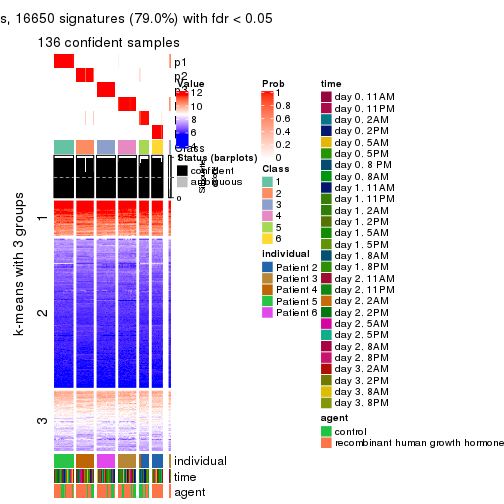 s, 16650 signatures (79.0%) with fdr < 0.05
136 confident samples
p1
p2
Class
k-means with 3 groups
1
2
3
individual
time
agent
Value
12
10
8
6
4
Status (barplots)
confident
ambiguous
0
Prob
1
0.8
0.6
0.4
0.2
0
Class
1
2
3
4
5
6
individual
Patient 2
Patient 3
Patient 4
Patient 5
Patient 6
time
day 0. 11AM
day 0. 11PM
day 0. 2AM
day 0. 2PM
day 0. 5AM
day 0. 5PM
day 0. 8 PM
day 0. 8AM
day 1. 11AM
day 1. 11PM
day 1. 2AM
day 1. 2PM
day 1. 5AM
day 1. 5PM
day 1. 8AM
day 1. 8PM
day 2. 11AM
day 2. 11PM
day 2. 2AM
day 2. 2PM
day 2. 5AM
day 2. 5PM
day 2. 8AM
day 2. 8PM
day 3. 2AM
day 3. 2PM
day 3. 8AM
day 3. 8PM
agent
control
recombinant human growth hormone